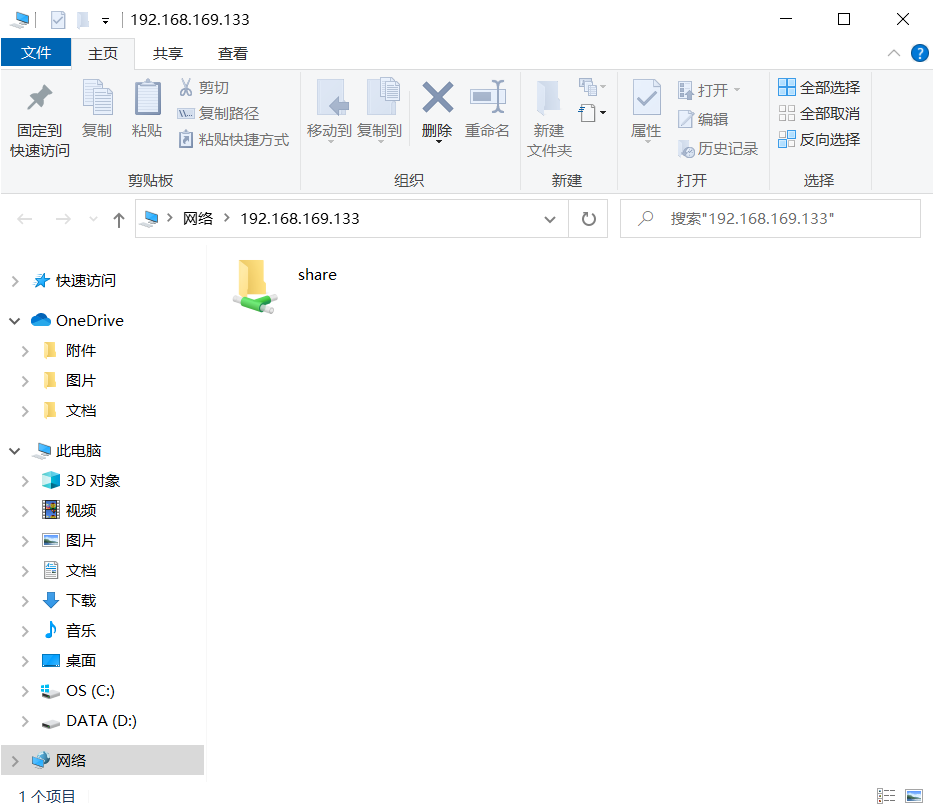 192.168.169.133
文件 主页 共享 查看
?
固定到
快速访问
复制
粘贴
剪切
复制路径
粘贴快捷方式
剪贴板
移动到
复制到
删除
重命名
组织
新建
文件夹
新建
属性
打开
编辑
历史记录
打开
全部选择
全部取消
反向选择
选择
网络 192.168.169.133
搜索"192.168.169.133"
快速访问
OneDrive
附件
图片
文档
此电脑
3D 对象
视频
图片
文档
下载
音乐
桌面
OS (C:)
DATA (D:)
网络
share
1 个项目